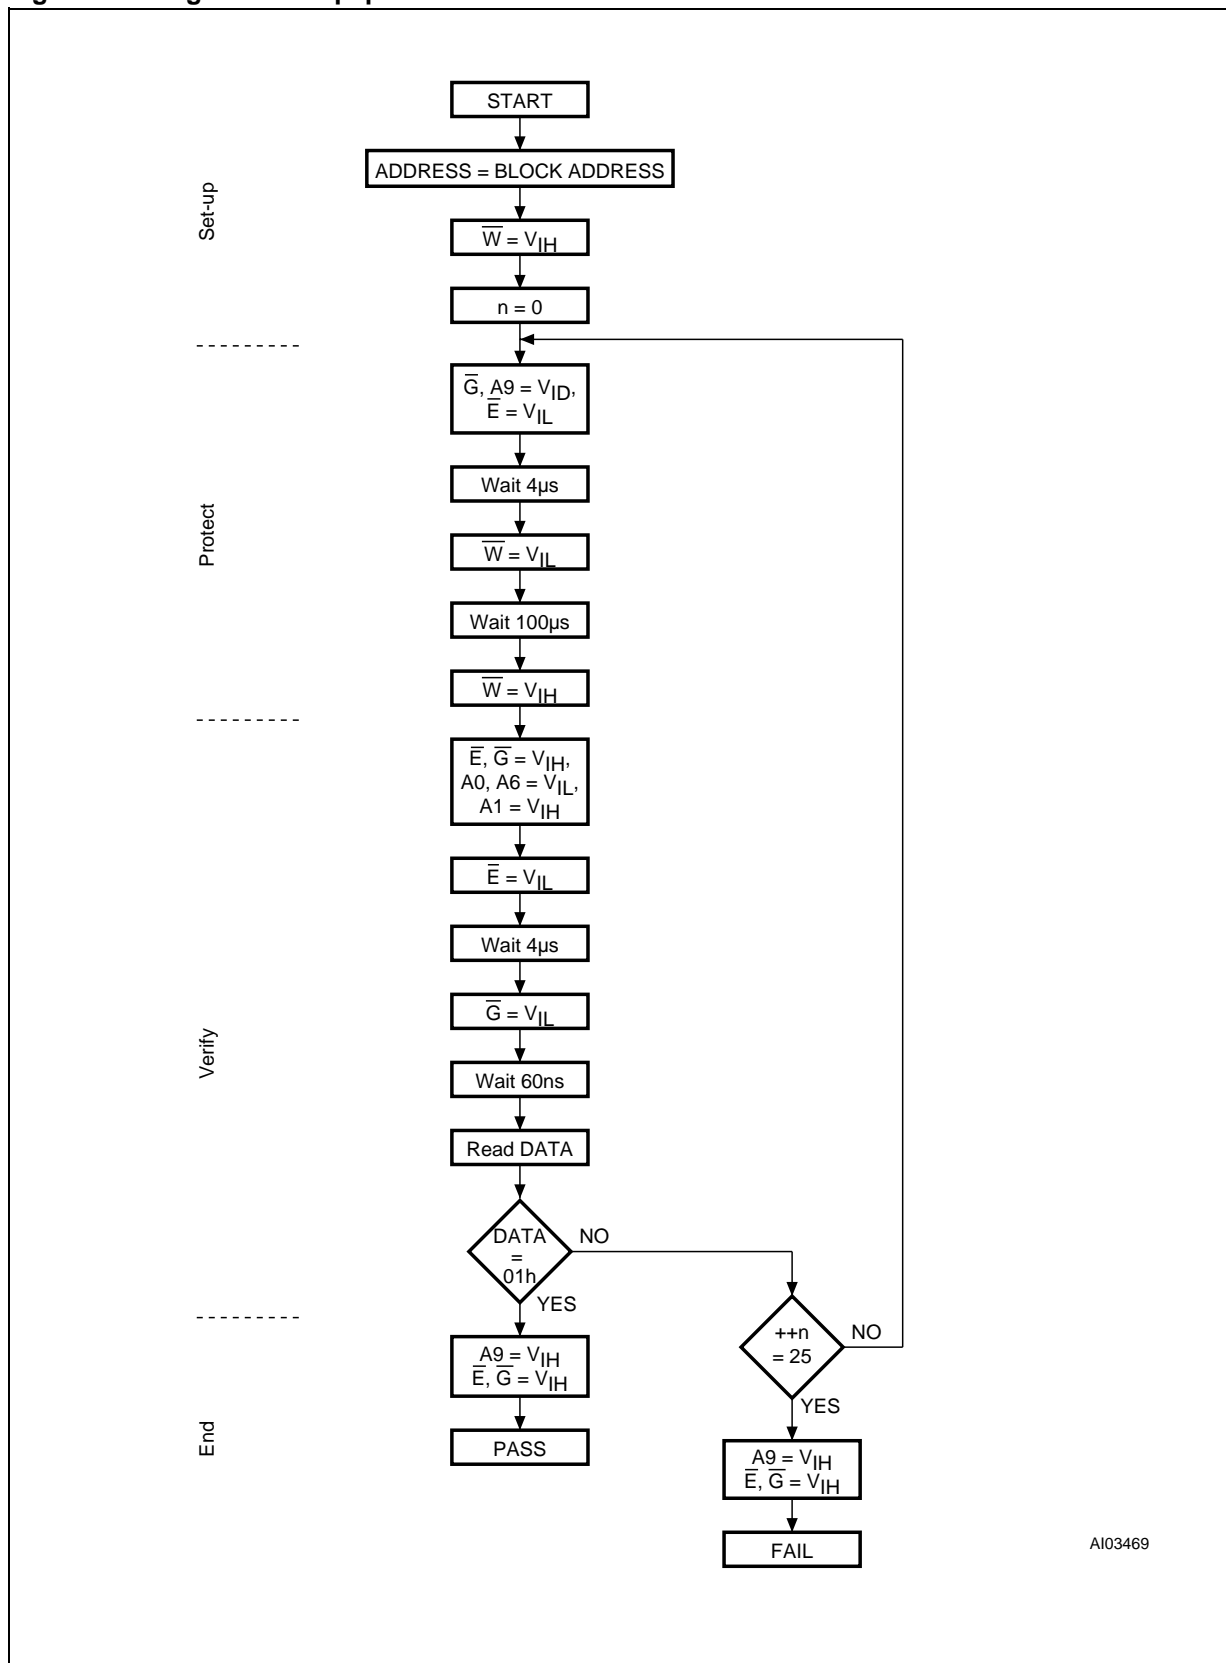 START
ADDRESS = BLOCK ADDRESS
Set-up
W̅ = VIH
n = 0
G̅, A9 = VID,
E̅ = VIL
Wait 4µs
Protect
W̅ = VIL
Wait 100µs
W̅ = VIH
E̅, G̅ = VIH,
A0, A6 = VIL,
A1 = VIH
E̅ = VIL
Wait 4µs
G̅ = VIL
Verify
Wait 60ns
Read DATA
DATA
=
01h
NO
YES
++n
= 25
NO
YES
A9 = VIH
E̅, G̅ = VIH
End
PASS
A9 = VIH
E̅, G̅ = VIH
FAIL
AI03469